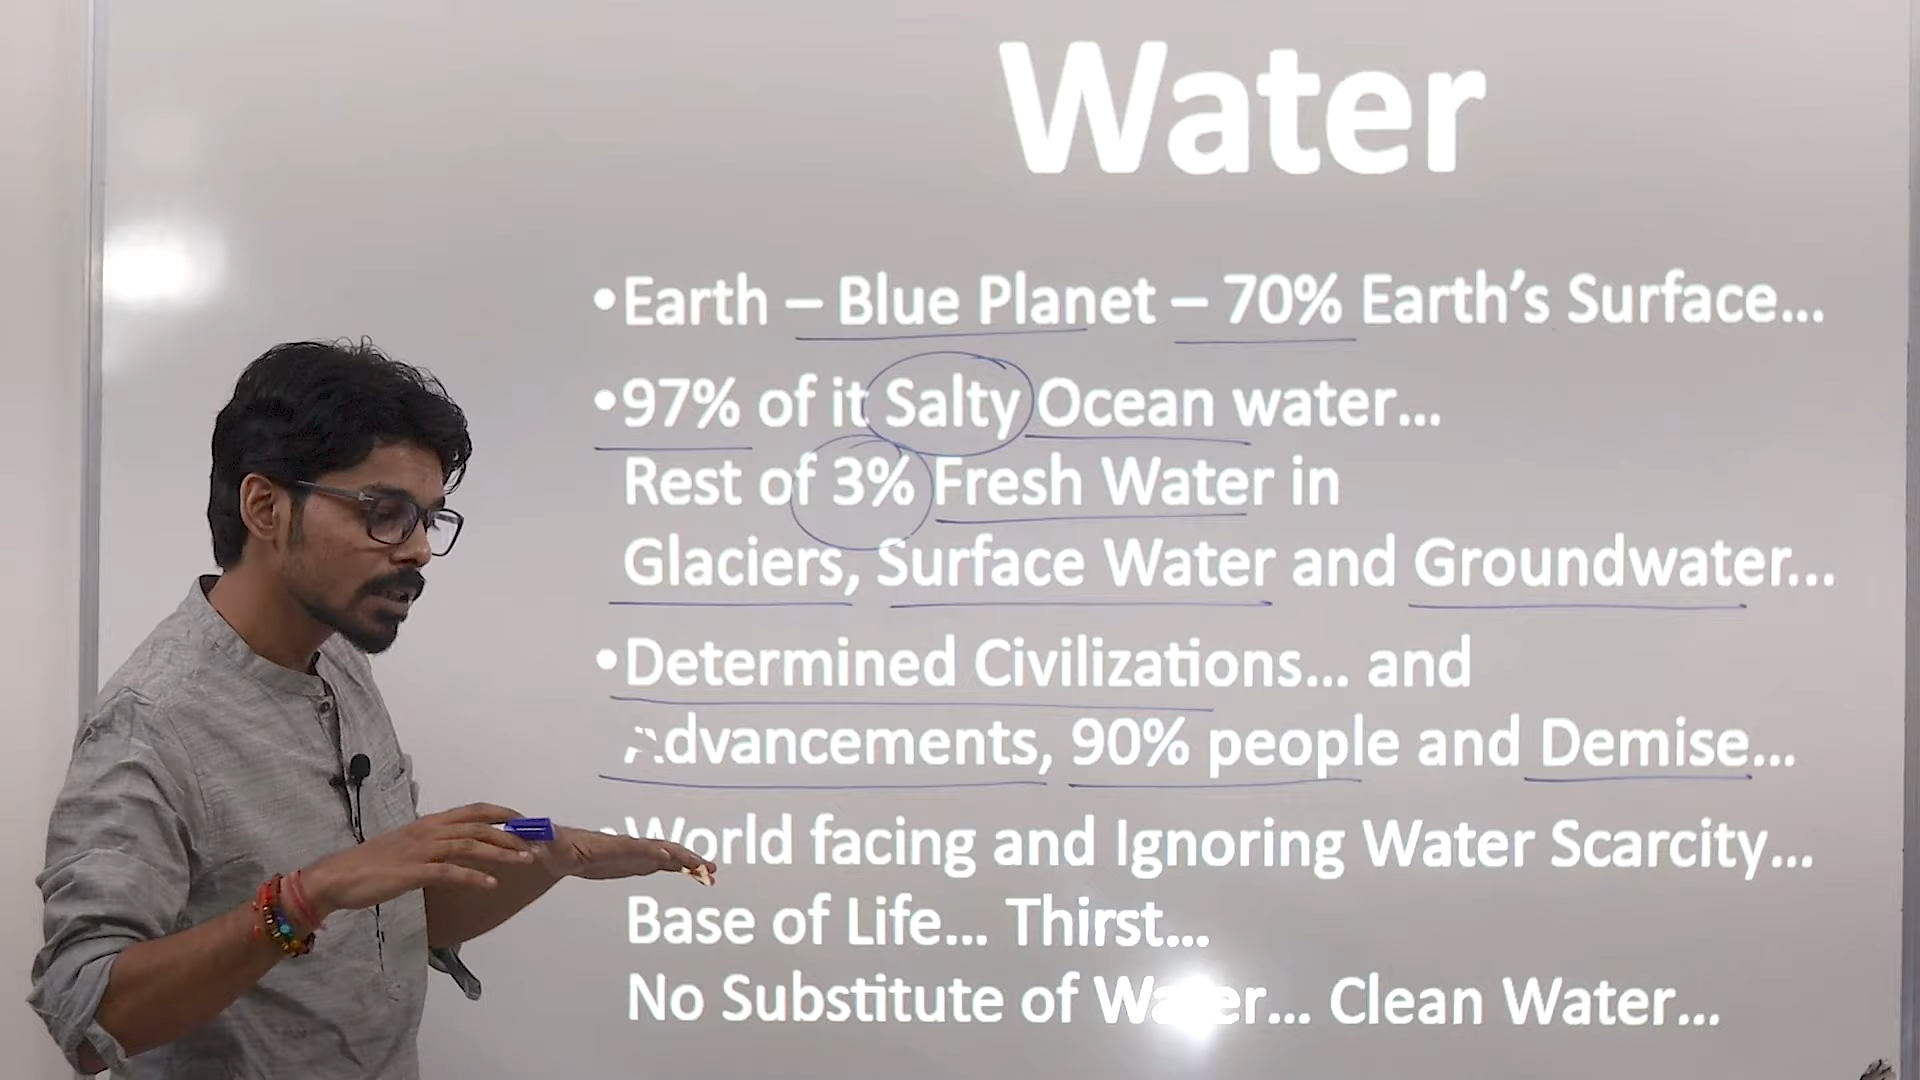 Water
•Earth – Blue Planet – 70% Earth's Surface...
•97% of it Salty Ocean water...
Rest of 3% Fresh Water in
Glaciers, Surface Water and Groundwater...
•Determined Civilizations... and
Advancements, 90% people and Demise...
•World facing and Ignoring Water Scarcity...
Base of Life... Thirst...
No Substitute of Water... Clean Water...